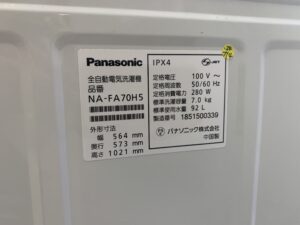 Panasonic
全自動電気洗濯機
品番
NA-FA70H5
外形寸法
幅 564 mm
奥行 573 mm
高さ 1021 mm
IPX4
JET
定格電圧 100 V~
定格周波数 50/60 Hz
定格消費電力 280 W
標準洗濯容量 7.0 kg
標準使用水量 92 L
製造番号 1851500339
パナソニック株式会社
中国製